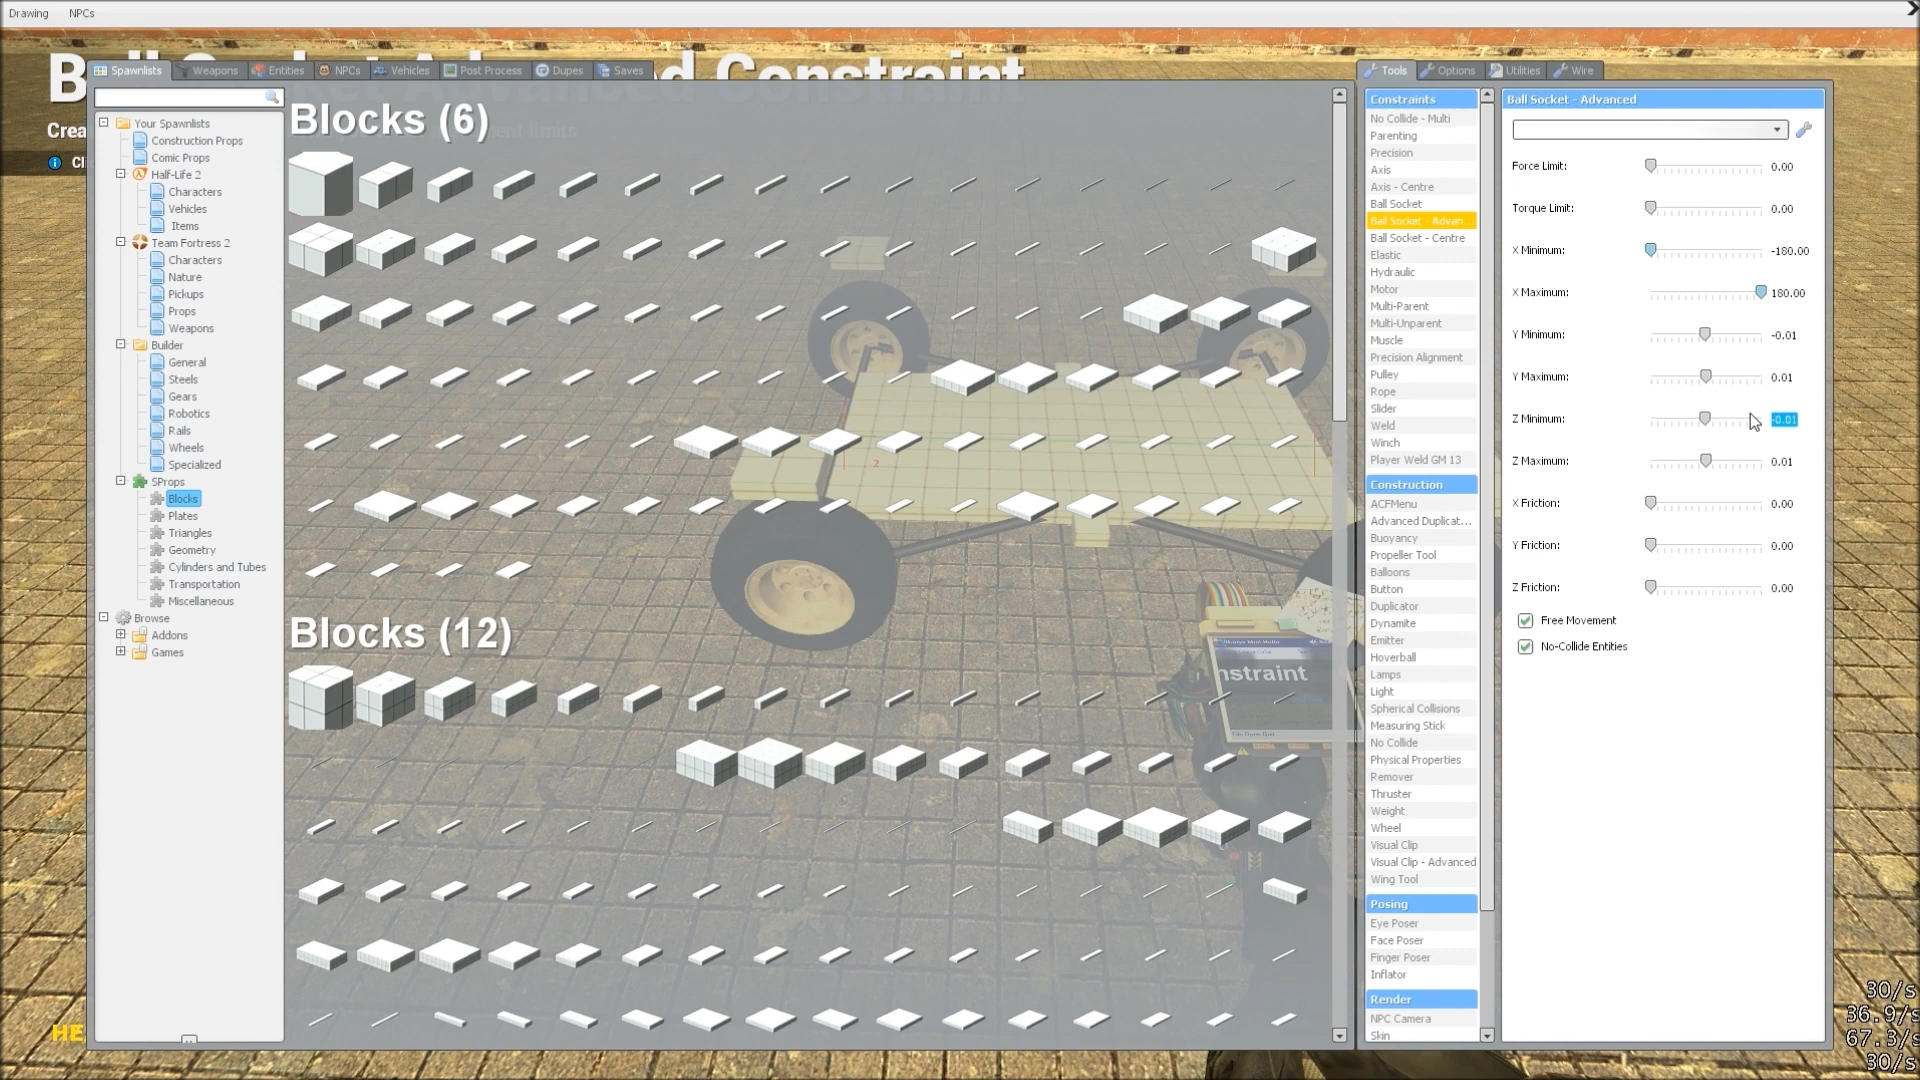 Drawing NPCs
Spawnlists Weapons Entities NPCs Vehicles Post Process Dupes Saves
Tools Options Utilities Wire
Your Spawnlists
Construction Props
Comic Props
Half-Life 2
Characters
Vehicles
Items
Team Fortress 2
Characters
Nature
Pickups
Props
Weapons
Builder
General
Steels
Gears
Robotics
Rails
Wheels
Specialized
SProps
Blocks
Plates
Triangles
Geometry
Cylinders and Tubes
Transportation
Miscellaneous
Browse
Addons
Games
Blocks (6)
Blocks (12)
2
nstraint
Constraints
No Collide - Multi
Parenting
Precision
Axis
Axis - Centre
Ball Socket
Ball Socket - Advan...
Ball Socket - Centre
Elastic
Hydraulic
Motor
Multi-Parent
Multi-Unparent
Muscle
Precision Alignment
Pulley
Rope
Slider
Weld
Winch
Player Weld GM 13
Construction
ACFMenu
Advanced Duplicat...
Buoyancy
Propeller Tool
Balloons
Button
Duplicator
Dynamite
Emitter
Hoverball
Lamps
Light
Spherical Collisions
Measuring Stick
No Collide
Physical Properties
Remover
Thruster
Weight
Wheel
Visual Clip
Visual Clip - Advanced
Wing Tool
Posing
Eye Poser
Face Poser
Finger Poser
Inflator
Render
NPC Camera
Skin
Ball Socket - Advanced
Force Limit: 0.00
Torque Limit: 0.00
X Minimum: -180.00
X Maximum: 180.00
Y Minimum: -0.01
Y Maximum: 0.01
Z Minimum: -0.01
Z Maximum: 0.01
X Friction: 0.00
Y Friction: 0.00
Z Friction: 0.00
Free Movement
No-Collide Entities
30/s
36.9/s
67.3/s
30/s
HE